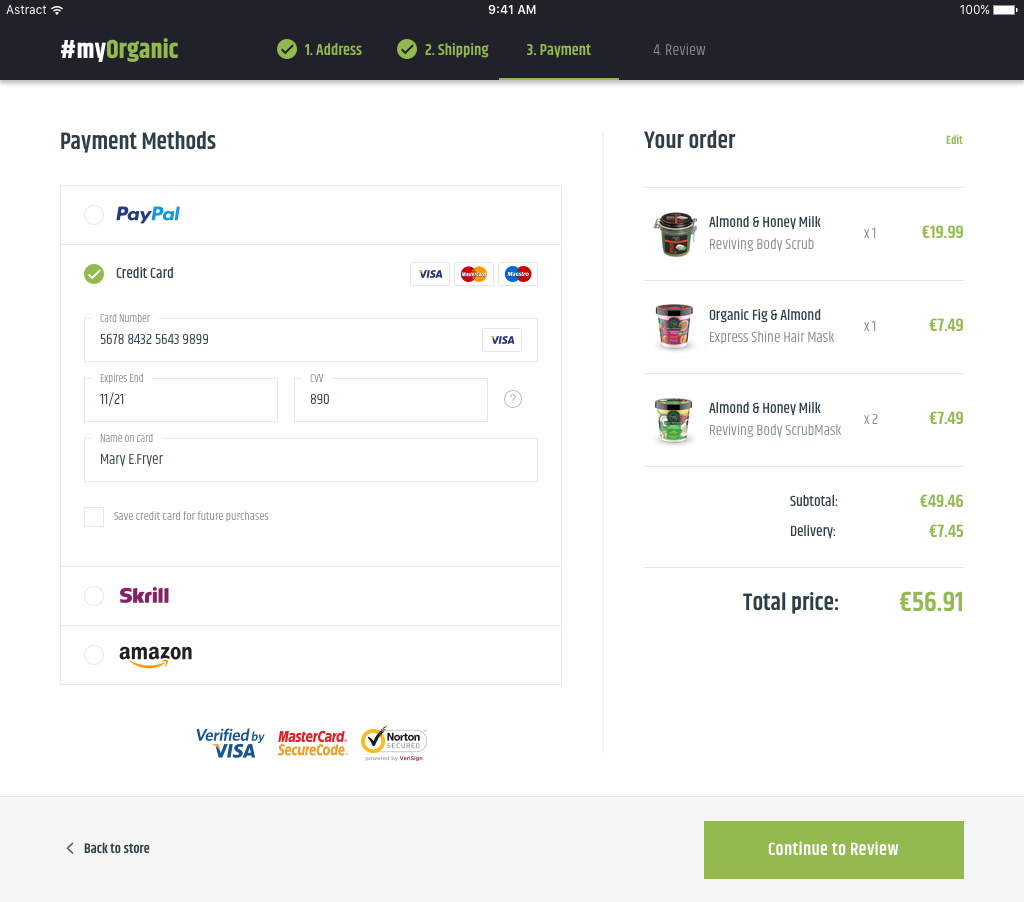 Astract
9:41 AM
100%
#myOrganic
1. Address
2. Shipping
3. Payment
4. Review
Payment Methods
PayPal
Credit Card
VISA
MasterCard
Maestro
Card Number
5678 8432 5643 9899
VISA
Expires End
11/21
CVV
890
?
Name on card
Mary E.Fryer
Save credit card for future purchases
Skrill
amazon
Verified by
VISA
MasterCard.
SecureCode.
Norton
SECURED
powered by VeriSign
Your order
Edit
Almond & Honey Milk
Reviving Body Scrub
x 1
€19.99
Organic Fig & Almond
Express Shine Hair Mask
x 1
€7.49
Almond & Honey Milk
Reviving Body ScrubMask
x 2
€7.49
Subtotal:
€49.46
Delivery:
€7.45
Total price:
€56.91
Back to store
Continue to Review